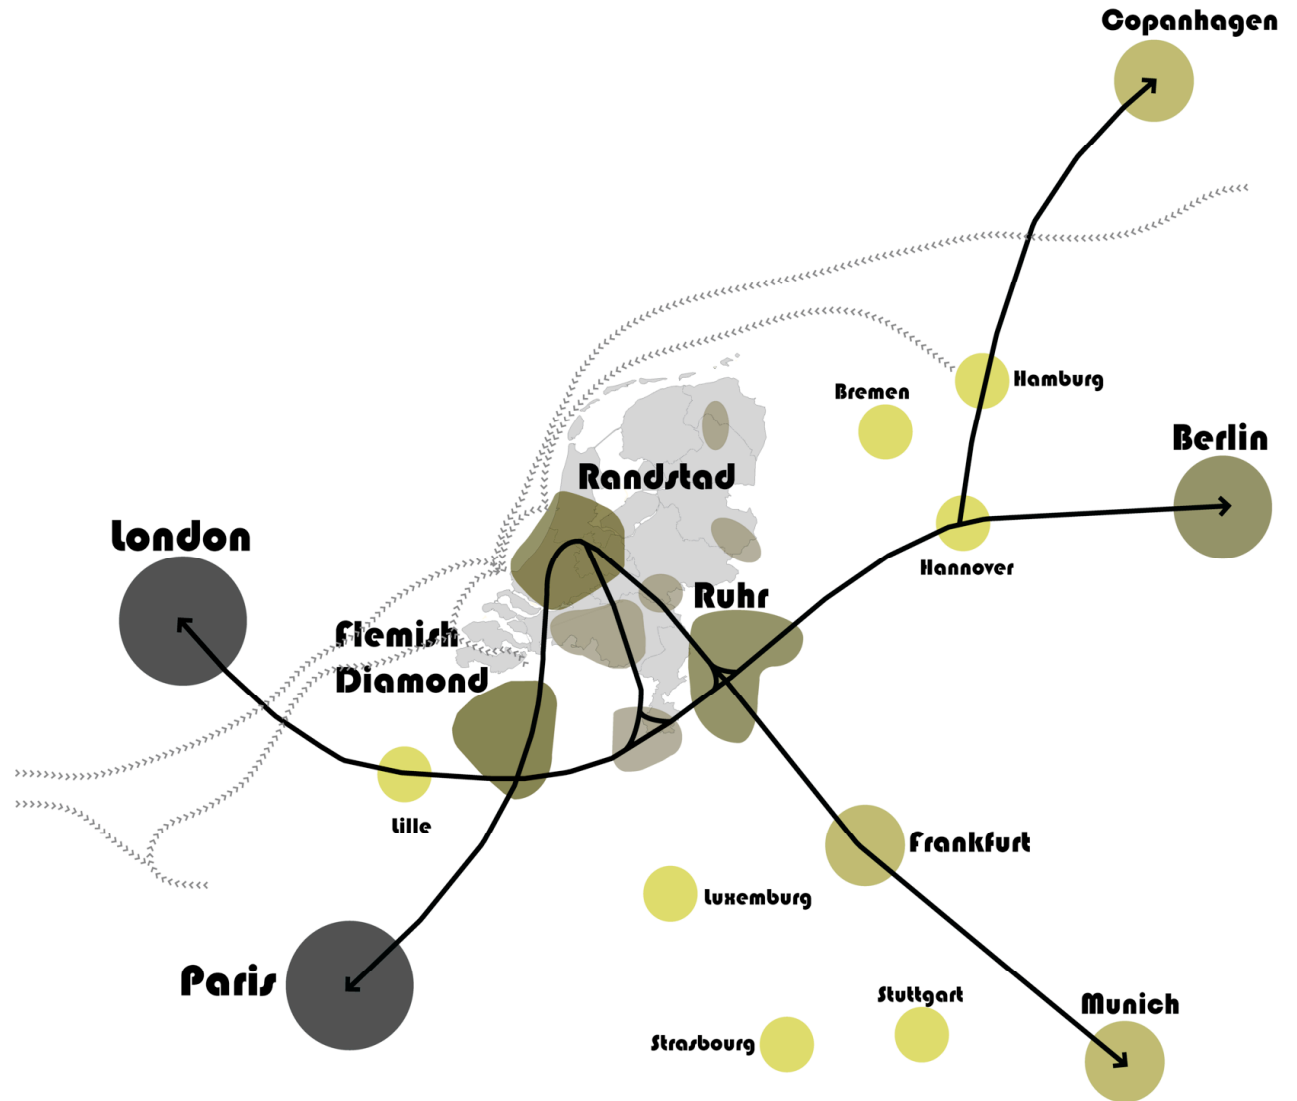 Copanhagen
Hamburg
Bremen
Berlin
Randstad
London
Hannover
Ruhr
Flemish
Diamond
Lille
Frankfurt
Luxemburg
Paris
Stuttgart
Munich
Strasbourg